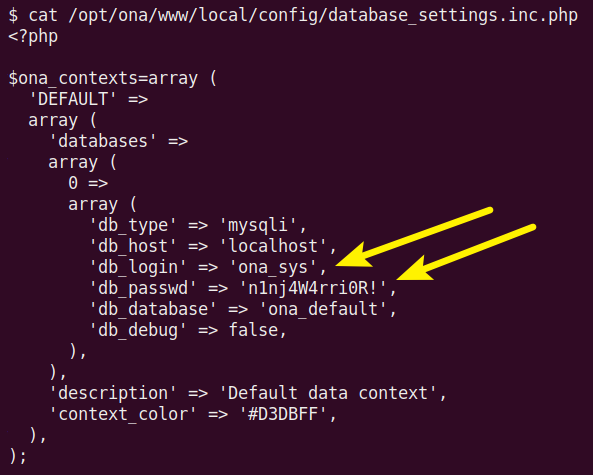 $ cat /opt/ona/www/local/config/database_settings.inc.php
<?php
$ona_contexts=array (
'DEFAULT' =>
array (
'databases' =>
array (
0 =>
array (
'db_type' => 'mysqli',
'db_host' => 'localhost',
'db_login' => 'ona_sys',
'db_passwd' => 'n1nj4W4rri0R!',
'db_database' => 'ona_default',
'db_debug' => false,
),
),
'description' => 'Default data context',
'context_color' => '#D3DBFF',
),
);